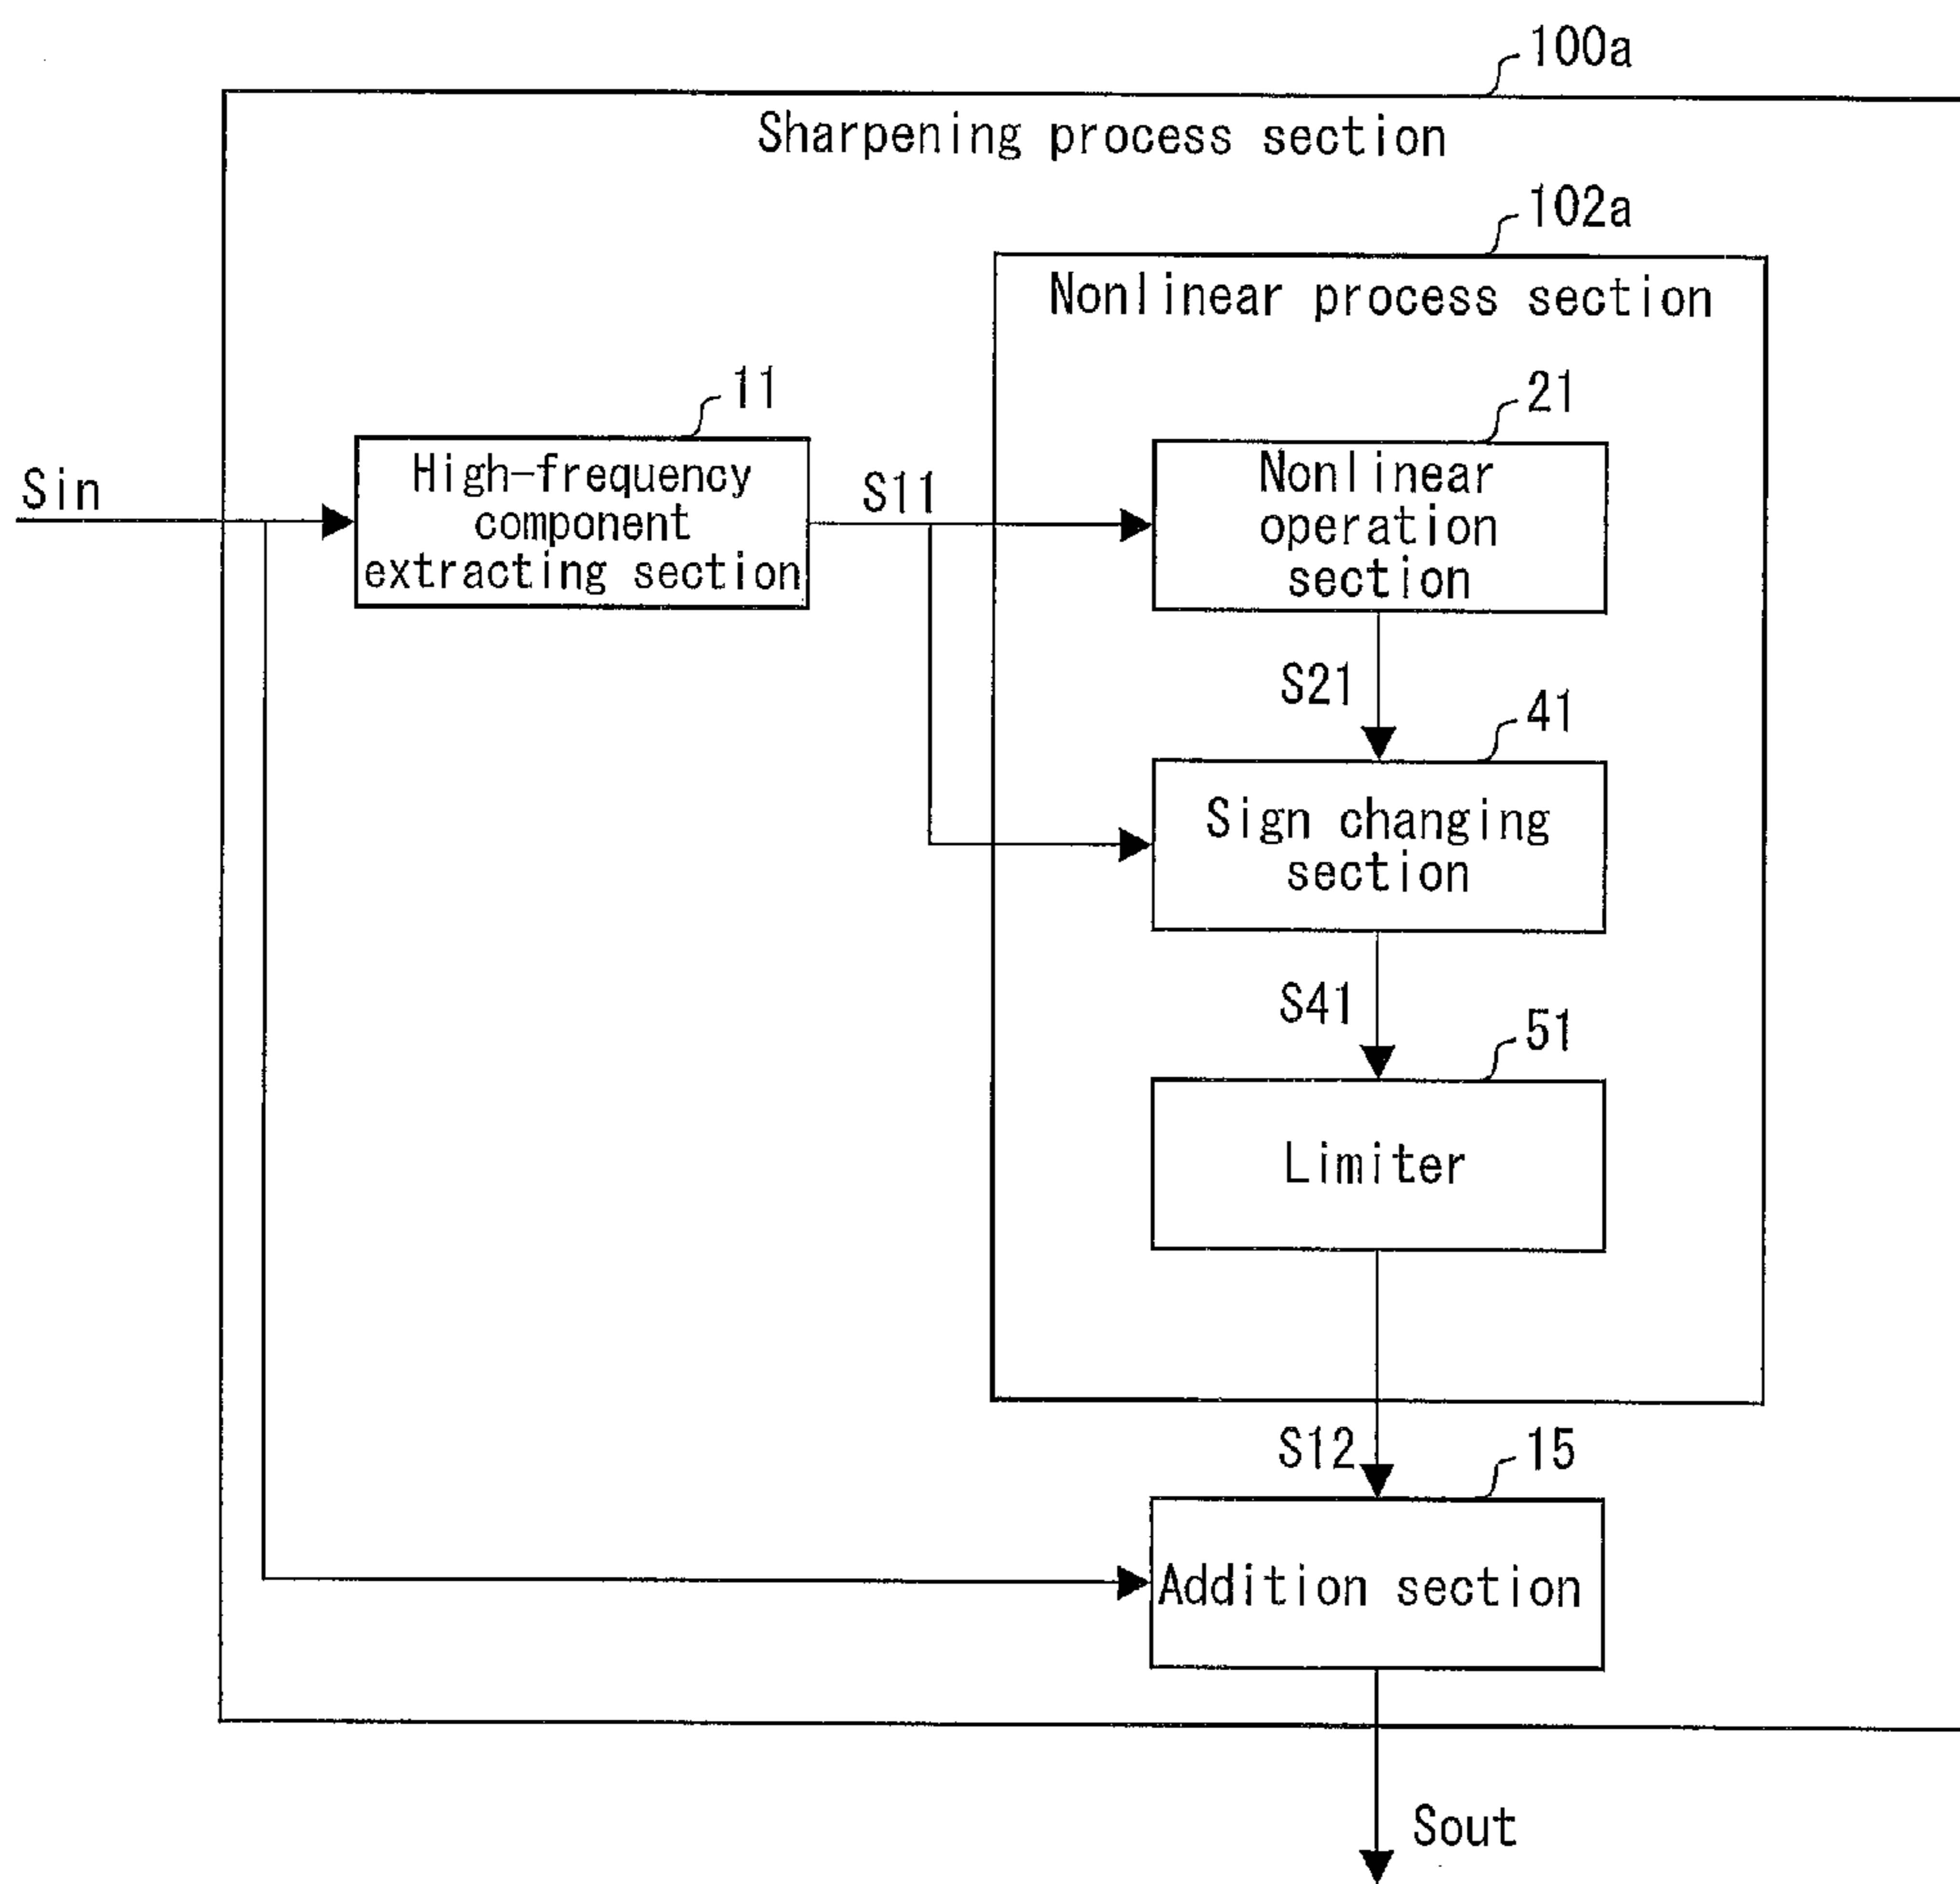 100a
Sharpening process section
102a
Nonlinear process section
11
21
Sin
High-frequency
component
extracting section
S11
Nonlinear
operation
section
S21
41
Sign changing
section
S41
51
Limiter
S12
15
Addition section
Sout